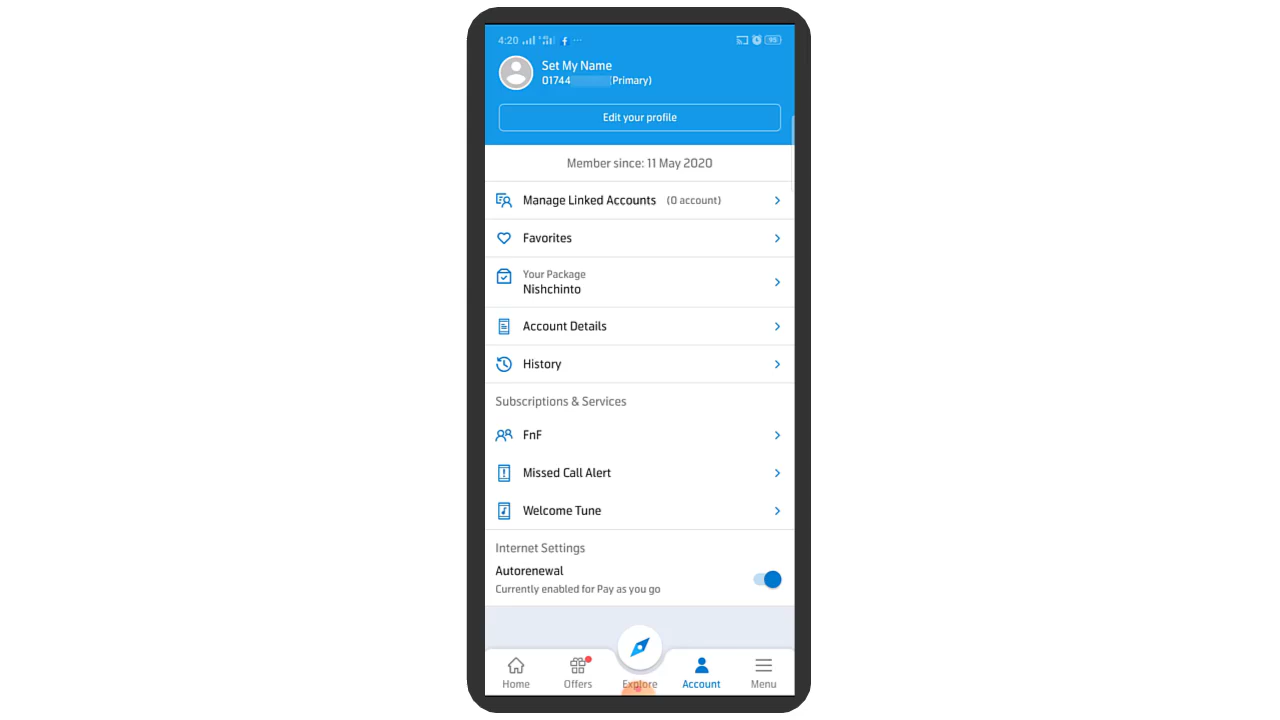 4:20
95
Set My Name
01744 (Primary)
Edit your profile
Member since: 11 May 2020
Manage Linked Accounts (0 account)
Favorites
Your Package
Nishchinto
Account Details
History
Subscriptions & Services
FnF
Missed Call Alert
Welcome Tune
Internet Settings
Autorenewal
Currently enabled for Pay as you go
Home
Offers
Explore
Account
Menu